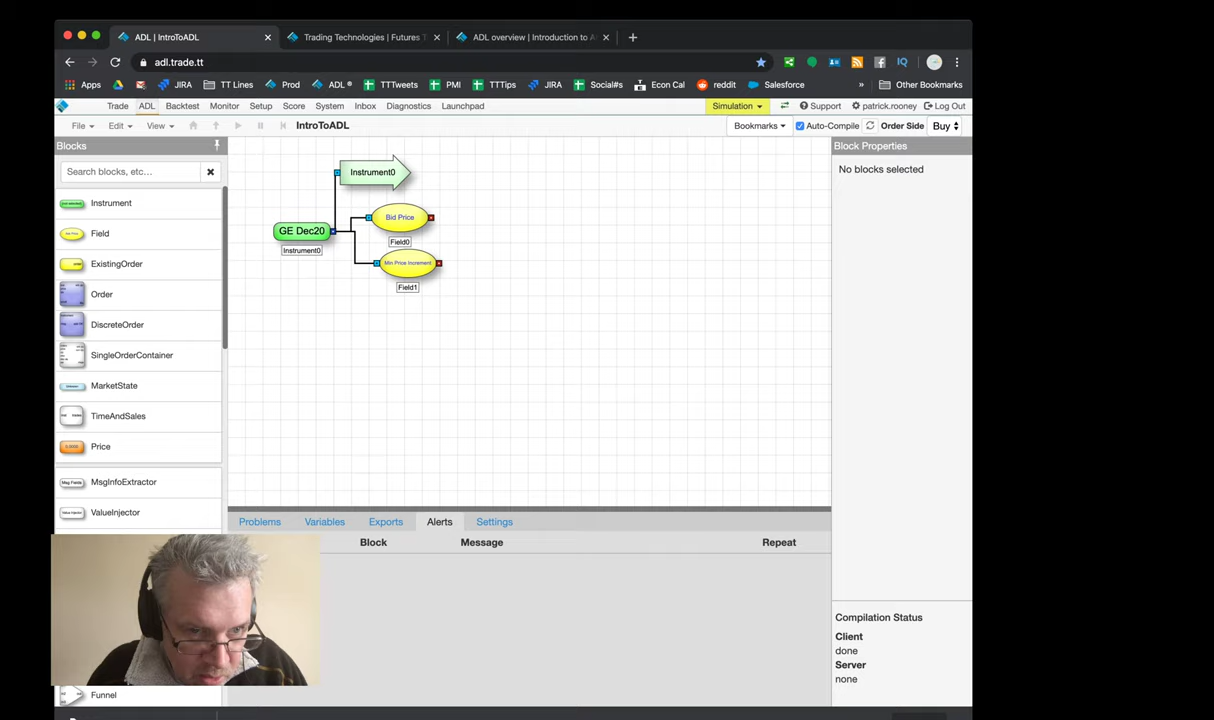 ADL | IntroToADL
Trading Technologies | Futures T
ADL overview | Introduction to A
adl.trade.tt
Apps
JIRA
TT Lines
Prod
ADL ®
TTTweets
PMI
TTTips
JIRA
Social#s
Econ Cal
reddit
Salesforce
»
Other Bookmarks
Trade
ADL
Backtest
Monitor
Setup
Score
System
Inbox
Diagnostics
Launchpad
Simulation
Support
patrick.rooney
Log Out
File
Edit
View
IntroToADL
Bookmarks
Auto-Compile
Order Side
Buy
Blocks
Search blocks, etc...
Instrument
Field
ExistingOrder
Order
DiscreteOrder
SingleOrderContainer
MarketState
TimeAndSales
Price
MsgInfoExtractor
ValueInjector
Funnel
Instrument0
GE Dec20
Instrument0
Bid Price
Field0
Min Price Increment
Field1
Problems
Variables
Exports
Alerts
Settings
Block
Message
Repeat
Block Properties
No blocks selected
Compilation Status
Client
done
Server
none